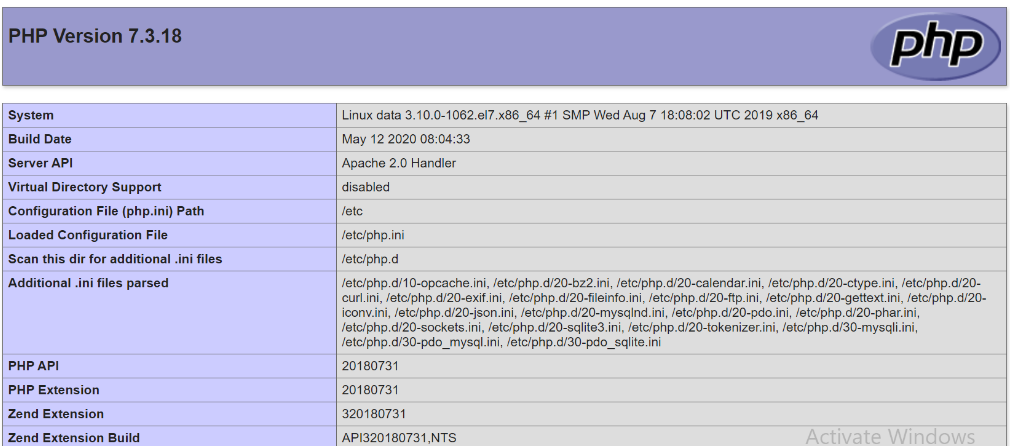 PHP Version 7.3.18
php
System Linux data 3.10.0-1062.el7.x86_64 #1 SMP Wed Aug 7 18:08:02 UTC 2019 x86_64
Build Date May 12 2020 08:04:33
Server API Apache 2.0 Handler
Virtual Directory Support disabled
Configuration File (php.ini) Path /etc
Loaded Configuration File /etc/php.ini
Scan this dir for additional .ini files /etc/php.d
Additional .ini files parsed /etc/php.d/10-opcache.ini, /etc/php.d/20-bz2.ini, /etc/php.d/20-calendar.ini, /etc/php.d/20-ctype.ini, /etc/php.d/20-
curl.ini, /etc/php.d/20-exif.ini, /etc/php.d/20-fileinfo.ini, /etc/php.d/20-ftp.ini, /etc/php.d/20-gettext.ini, /etc/php.d/20-
iconv.ini, /etc/php.d/20-json.ini, /etc/php.d/20-mysqlnd.ini, /etc/php.d/20-pdo.ini, /etc/php.d/20-phar.ini,
/etc/php.d/20-sockets.ini, /etc/php.d/20-sqlite3.ini, /etc/php.d/20-tokenizer.ini, /etc/php.d/30-mysqli.ini,
/etc/php.d/30-pdo_mysql.ini, /etc/php.d/30-pdo_sqlite.ini
PHP API 20180731
PHP Extension 20180731
Zend Extension 320180731
Zend Extension Build API320180731,NTS
Activate Windows